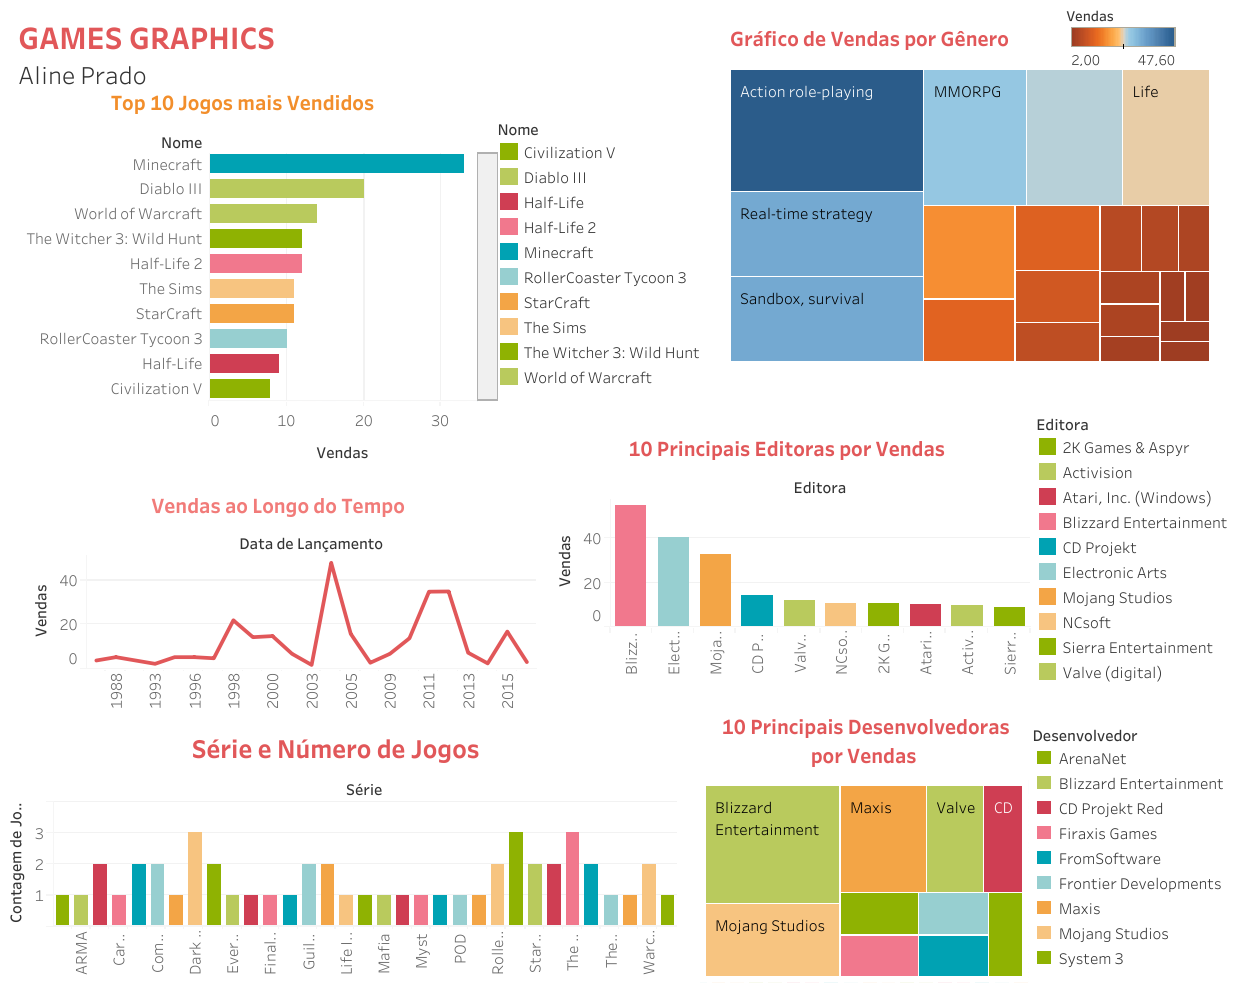 GAMES GRAPHICS
Aline Prado
Top 10 Jogos mais Vendidos
Nome
Minecraft
Diablo III
World of Warcraft
The Witcher 3: Wild Hunt
Half-Life 2
The Sims
StarCraft
RollerCoaster Tycoon 3
Half-Life
Civilization V
0 10 20 30
Vendas
Nome
Civilization V
Diablo III
Half-Life
Half-Life 2
Minecraft
RollerCoaster Tycoon 3
StarCraft
The Sims
The Witcher 3: Wild Hunt
World of Warcraft
Gráfico de Vendas por Gênero
Vendas
2,00 47,60
Action role-playing
MMORPG
Life
Real-time strategy
Sandbox, survival
Vendas ao Longo do Tempo
Data de Lançamento
Vendas
40
20
0
1988 1993 1996 1998 2000 2003 2005 2009 2011 2013 2015
10 Principais Editoras por Vendas
Editora
Vendas
40
20
0
Blizz.. Elect.. Moja.. CD P.. Valv.. NCso.. 2K G.. Atari.. Activ.. Sierr..
Editora
2K Games & Aspyr
Activision
Atari, Inc. (Windows)
Blizzard Entertainment
CD Projekt
Electronic Arts
Mojang Studios
NCsoft
Sierra Entertainment
Valve (digital)
Série e Número de Jogos
Série
Contagem de Jo..
3
2
1
ARMA Car.. Com.. Dark .. Ever.. Final.. Guil.. Life I.. Mafia Myst POD Rolle.. Star.. The .. The.. Warc..
10 Principais Desenvolvedoras
por Vendas
Blizzard
Entertainment
Maxis
Valve
CD
Mojang Studios
Desenvolvedor
ArenaNet
Blizzard Entertainment
CD Projekt Red
Firaxis Games
FromSoftware
Frontier Developments
Maxis
Mojang Studios
System 3